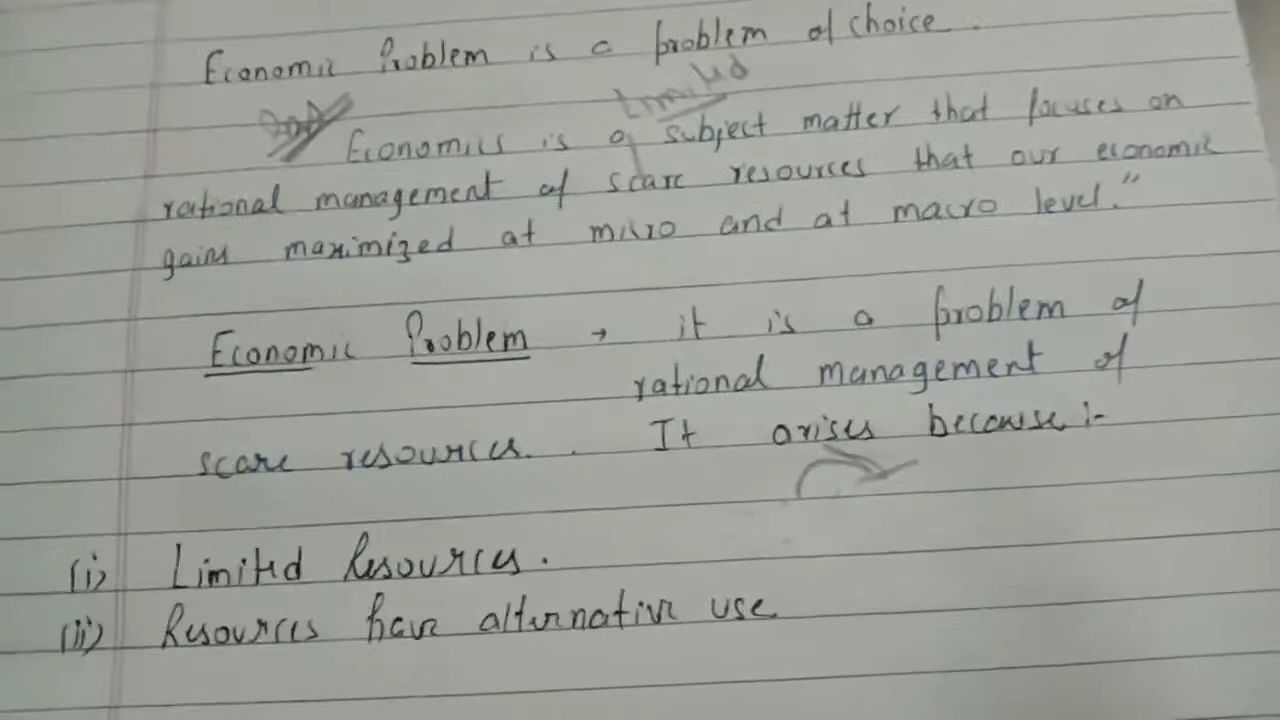 Economic Problem is a problem of choice.
Limited
Economics is a subject matter that focuses on
rational management of scarc resources that our economic
gains maximized at micro and at macro level."
Economic Problem → it is a problem of
rational management of
scare resources. It arises because :-
(i) Limited Resources.
(ii) Resources have alternative use